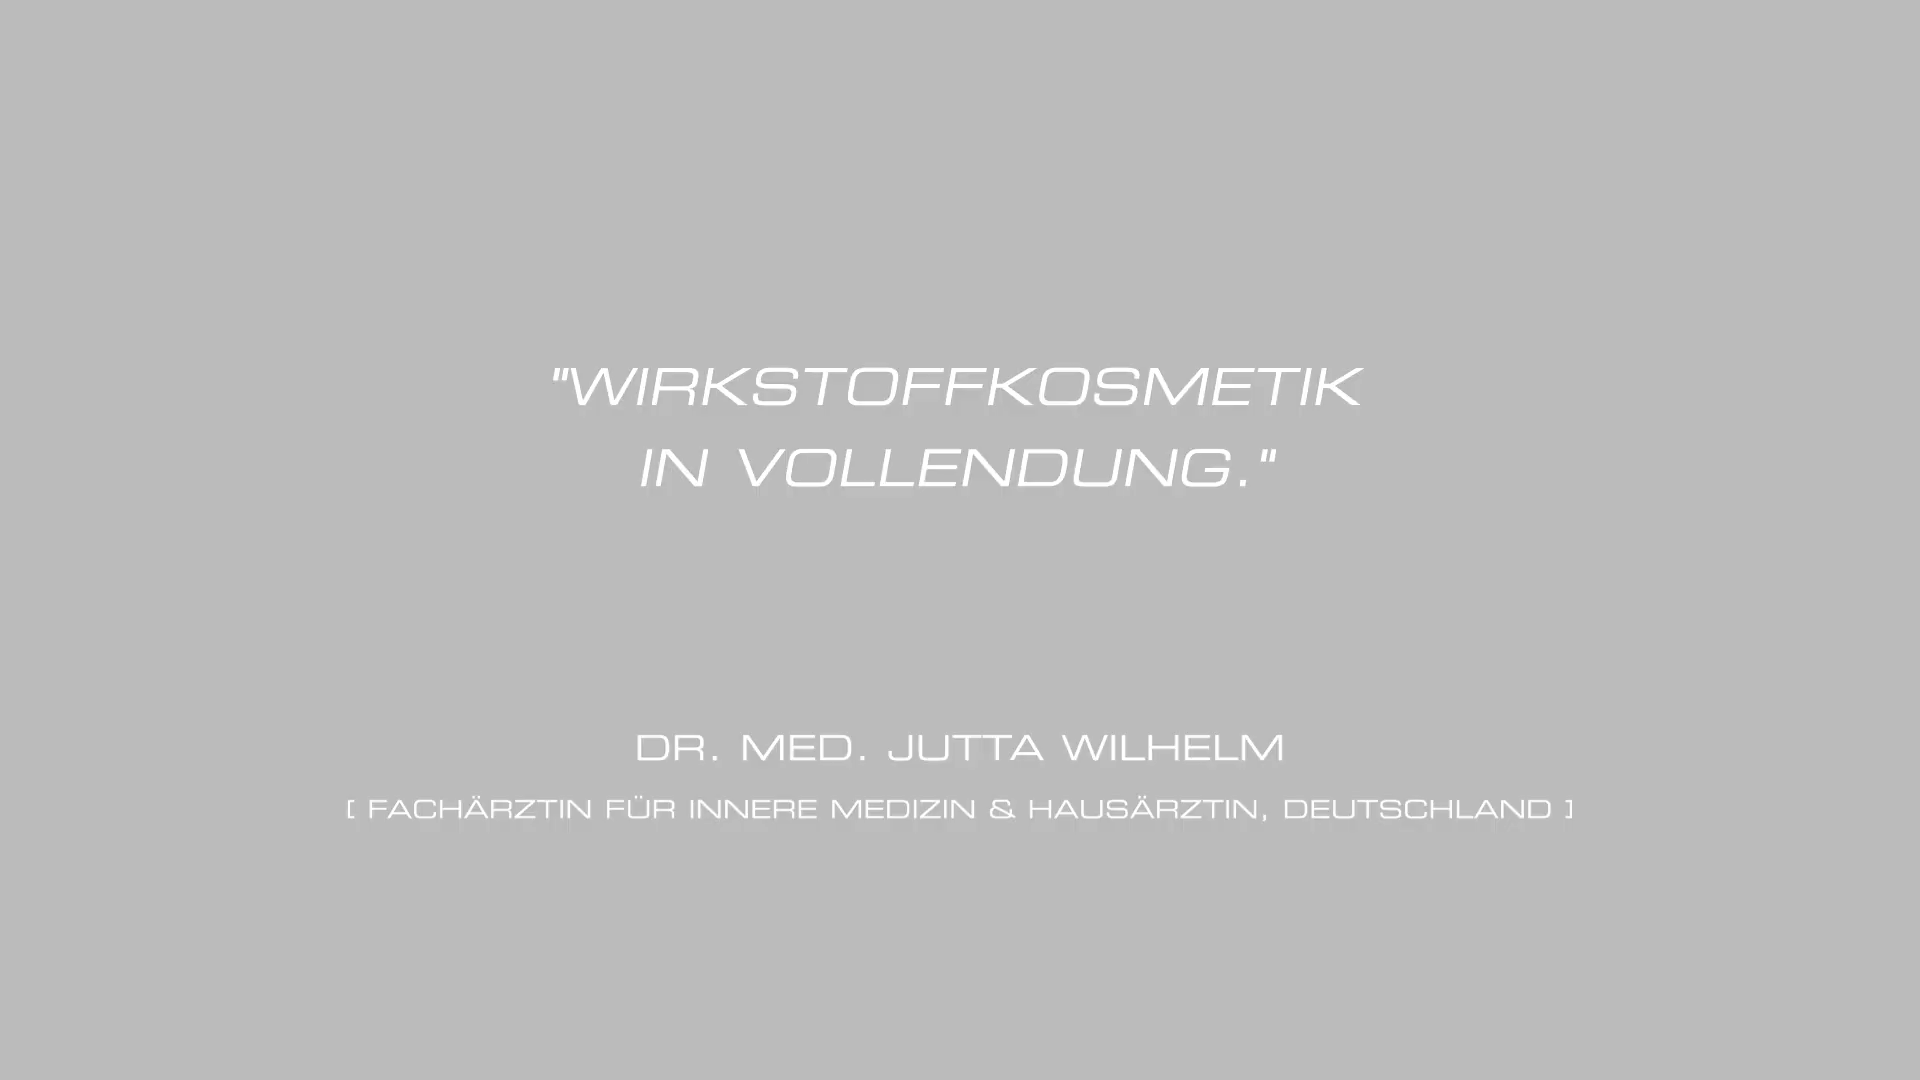 "WIRKSTOFFKOSMETIK
IN VOLLENDUNG."
DR. MED. JUTTA WILHELM
[ FACHÄRZTIN FÜR INNERE MEDIZIN & HAUSÄRZTIN, DEUTSCHLAND ]